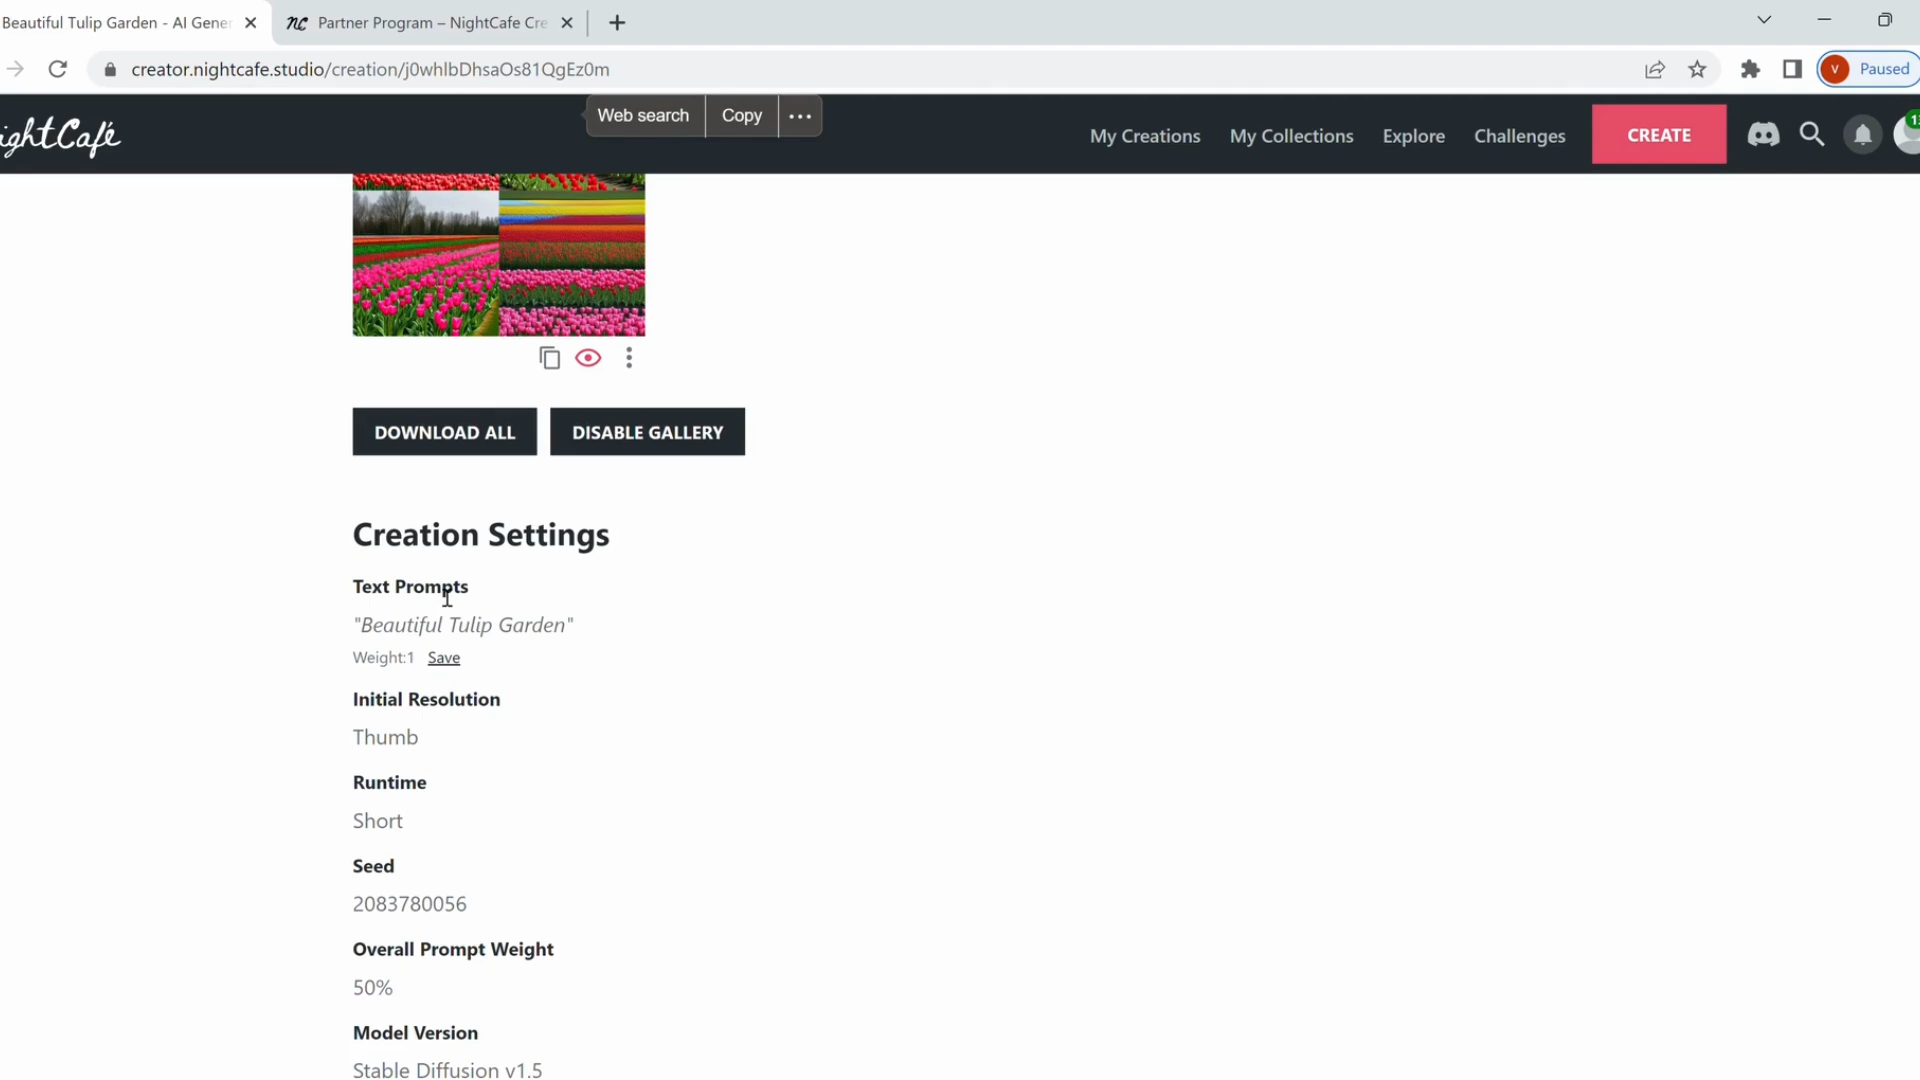 Beautiful Tulip Garden - AI Gene
Partner Program – NightCafe Cre
creator.nightcafe.studio/creation/j0whlbDhsaOs81QgEz0m
V Paused
Web search Copy
ightCafé
My Creations My Collections Explore Challenges CREATE
DOWNLOAD ALL DISABLE GALLERY
Creation Settings
Text Prompts
"Beautiful Tulip Garden"
Weight:1 Save
Initial Resolution
Thumb
Runtime
Short
Seed
2083780056
Overall Prompt Weight
50%
Model Version
Stable Diffusion v1.5